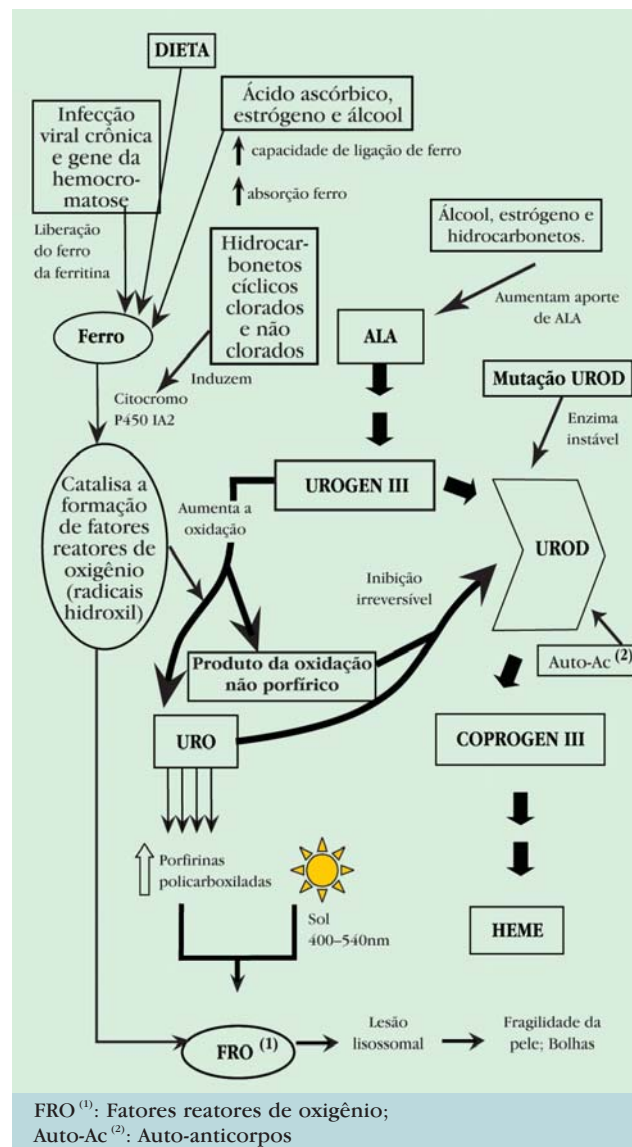 DIETA
Infecção
viral crônica
e gene da
hemocro-
matose
Ácido ascórbico,
estrógeno e álcool
capacidade de ligação de ferro
absorção ferro
Liberação
do ferro
da ferritina
Hidrocar-
bonetos
cíclicos
clorados
e não
clorados
Álcool, estrógeno e
hidrocarbonetos.
Aumentam aporte
de ALA
Ferro
ALA
Induzem
Citocromo
P450 IA2
Mutação UROD
Enzima
instável
Catalisa a
formação
de fatores
reatores de
oxigênio
(radicais
hidroxil)
Aumenta a
oxidação
UROGEN III
UROD
Inibição
irreversível
Produto da oxidação
não porfírico
Auto-Ac (2)
URO
COPROGEN III
Porfirinas
policarboxiladas
Sol
400–540nm
HEME
FRO (1)
Lesão
lisossomal
Fragilidade da
pele; Bolhas
FRO (1): Fatores reatores de oxigênio;
Auto-Ac (2): Auto-anticorpos